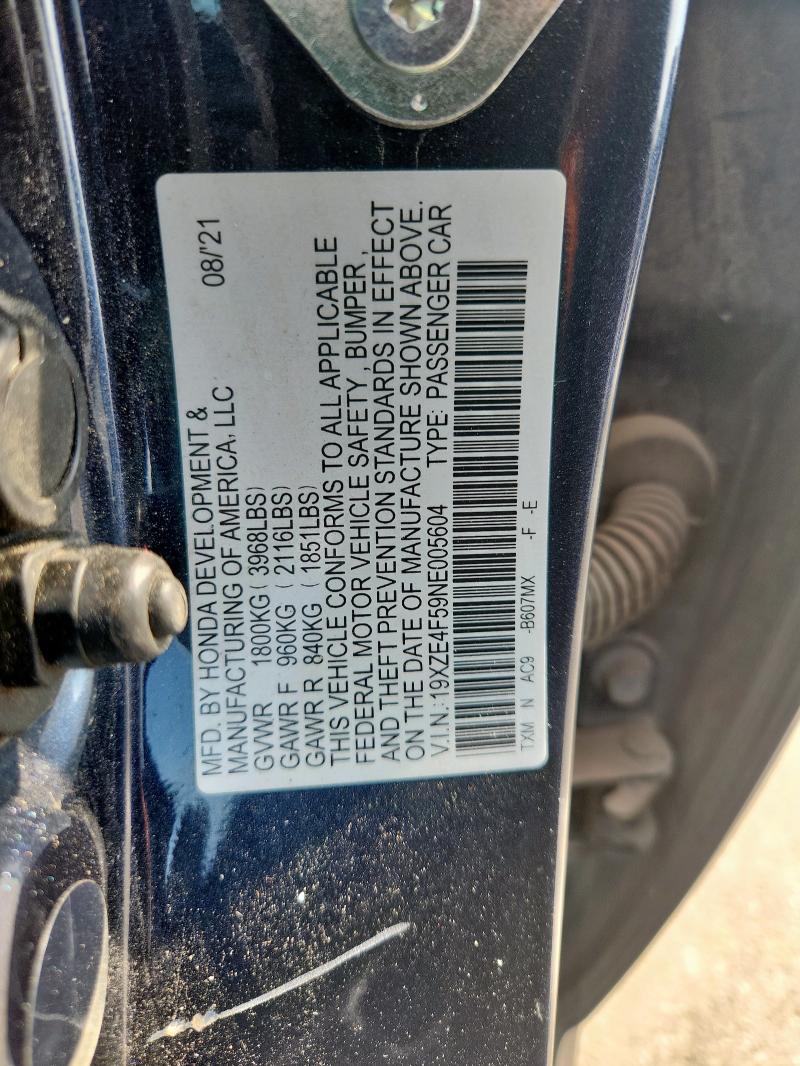 MFD. BY HONDA DEVELOPMENT & 08/'21
MANUFACTURING OF AMERICA, LLC
GVWR 1800KG ( 3968LBS)
GAWR F 960KG ( 2116LBS)
GAWR R 840KG ( 1851LBS)
THIS VEHICLE CONFORMS TO ALL APPLICABLE
FEDERAL MOTOR VEHICLE SAFETY, BUMPER,
AND THEFT PREVENTION STANDARDS IN EFFECT
ON THE DATE OF MANUFACTURE SHOWN ABOVE.
V.I.N.:19XZE4F59NE005604 TYPE: PASSENGER CAR
TXM N AC9 -B607MX -F -E